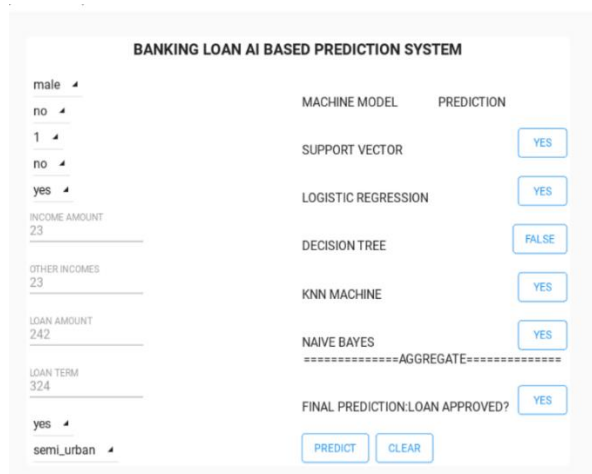 BANKING LOAN AI BASED PREDICTION SYSTEM
male
no
1
no
yes
INCOME AMOUNT
23
OTHER INCOMES
23
LOAN AMOUNT
242
LOAN TERM
324
yes
semi_urban
MACHINE MODEL PREDICTION
SUPPORT VECTOR YES
LOGISTIC REGRESSION YES
DECISION TREE FALSE
KNN MACHINE YES
NAIVE BAYES YES
==============AGGREGATE==============
FINAL PREDICTION:LOAN APPROVED? YES
PREDICT CLEAR